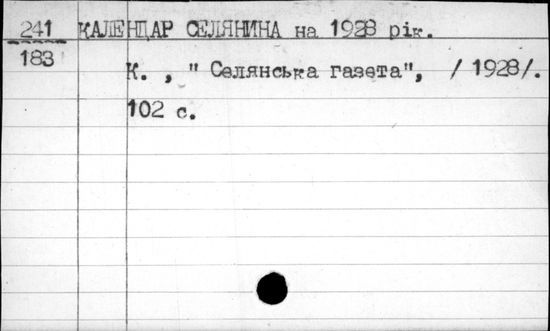 241 КАЛЕНДАР СЕЛЯНИНА на 1928 рік.
183
К. , " Селянська газета", / 1928/.
102 с.